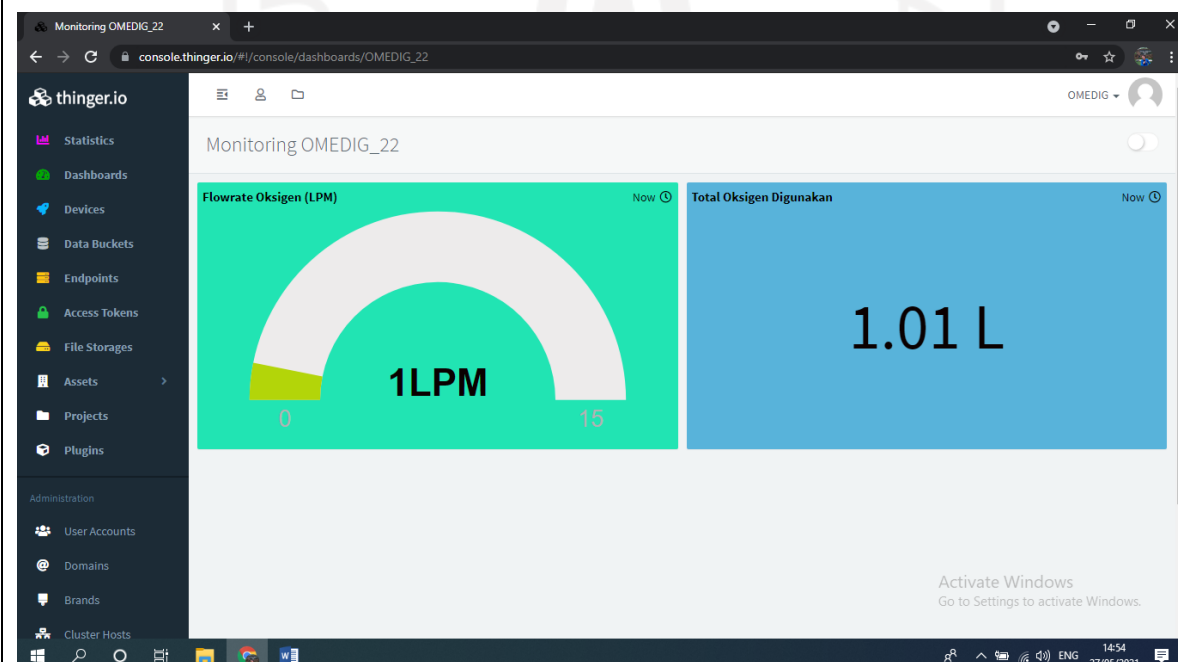 Monitoring OMEDIG_22
console.thinger.io/#!/console/dashboards/OMEDIG_22
thinger.io
OMEDIG
Statistics
Dashboards
Devices
Data Buckets
Endpoints
Access Tokens
File Storages
Assets
Projects
Plugins
Administration
User Accounts
Domains
Brands
Cluster Hosts
Monitoring OMEDIG_22
Flowrate Oksigen (LPM)
Now
1LPM
0
15
Total Oksigen Digunakan
Now
1.01 L
Activate Windows
Go to Settings to activate Windows.
ENG
14:54
27/05/2021